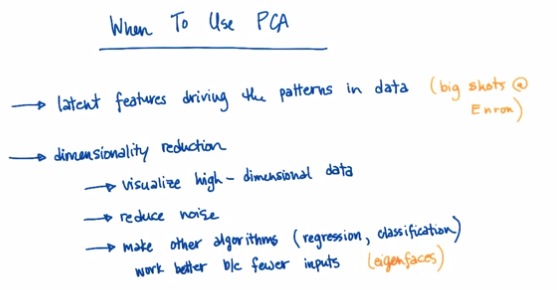 When To Use PCA
→ latent features driving the patterns in data (big shots @
Enron)
→ dimensionality reduction
→ visualize high-dimensional data
→ reduce noise
→ make other algorithms (regression, classification)
work better b/c fewer inputs (eigenfaces)